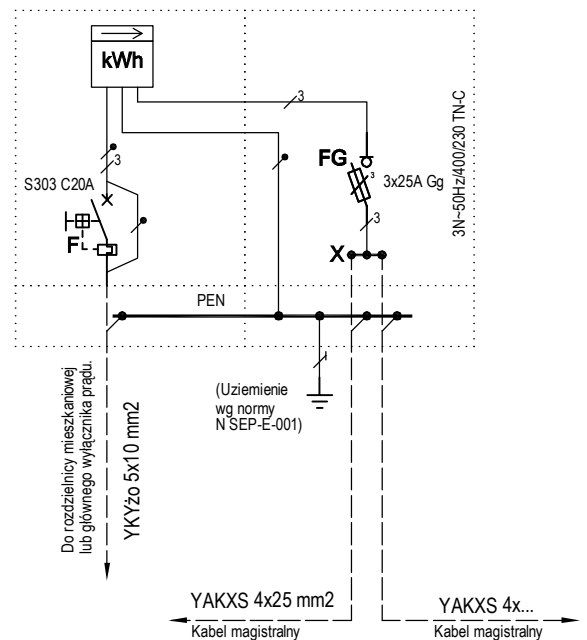 kWh
3
3
S303 C20A
F
FG
3
3x25A Gg
3
X
3N~50Hz/400/230 TN-C
PEN
(Uziemienie
wg normy
N SEP-E-001)
Do rozdzielnicy mieszkaniowej
lub głównego wyłącznika prądu.
YKYżo 5x10 mm2
YAKXS 4x25 mm2
Kabel magistralny
YAKXS 4x...
Kabel magistralny